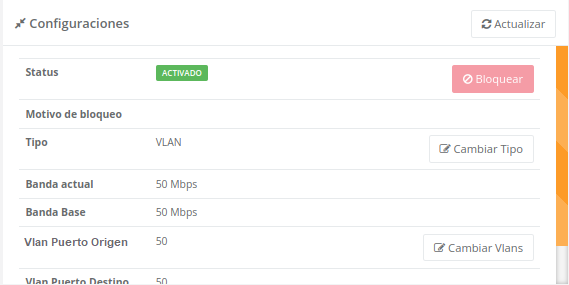 Configuraciones
Actualizar
Status
ACTIVADO
Bloquear
Motivo de bloqueo
Tipo
VLAN
Cambiar Tipo
Banda actual
50 Mbps
Banda Base
50 Mbps
Vlan Puerto Origen
50
Cambiar Vlans
Vlan Puerto Destino
50